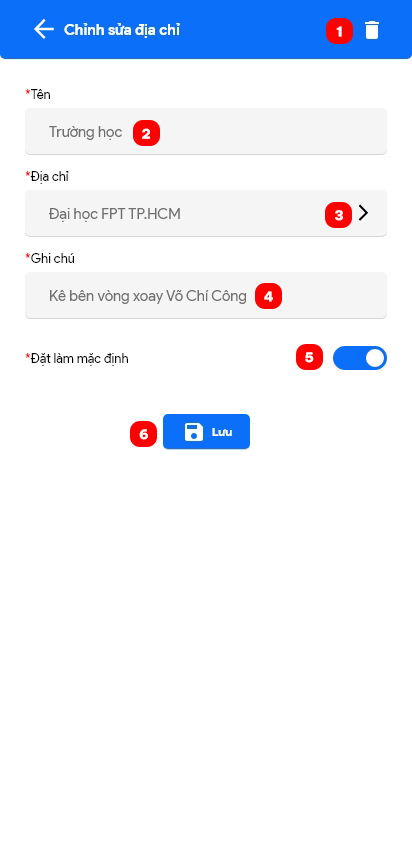 Chỉnh sửa địa chỉ 1
*Tên
Trường học 2
*Địa chỉ
Đại học FPT TP.HCM 3
*Ghi chú
Kê bên vòng xoay Võ Chí Công 4
*Đặt làm mặc định 5
6 Lưu